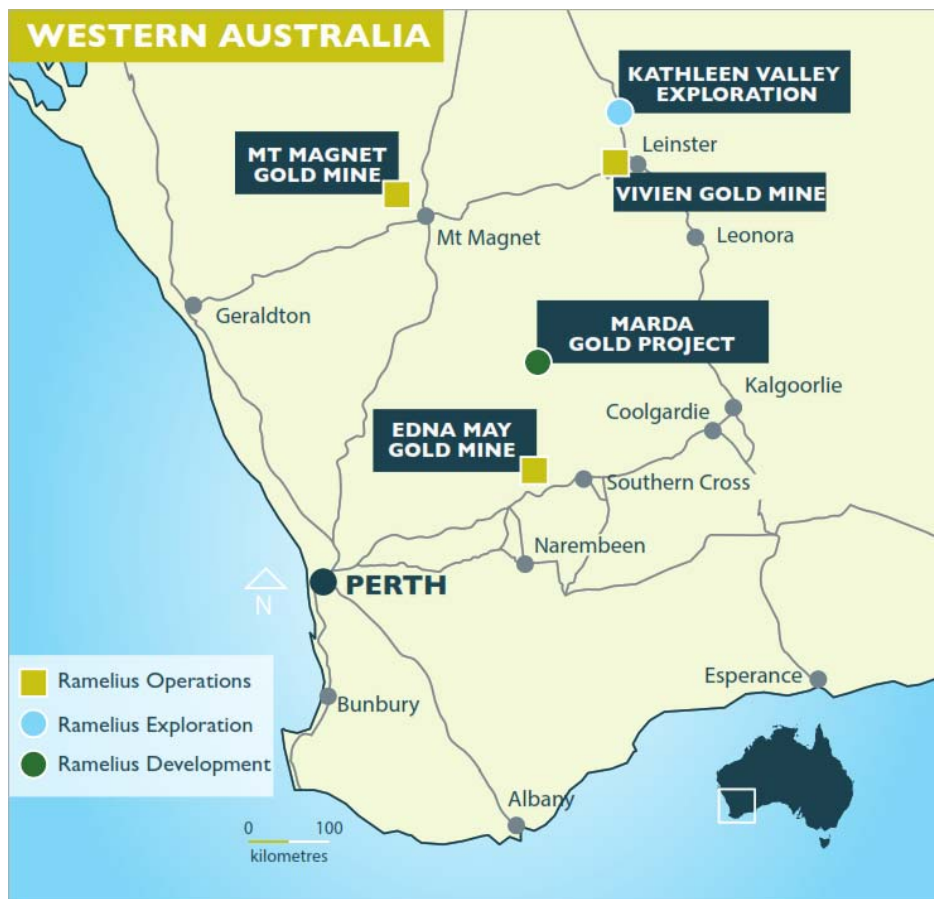 WESTERN AUSTRALIA
KATHLEEN VALLEY
EXPLORATION
MT MAGNET
GOLD MINE
Leinster
VIVIEN GOLD MINE
Mt Magnet
Leonora
Geraldton
MARDA
GOLD PROJECT
Kalgoorlie
Coolgardie
EDNA MAY
GOLD MINE
Southern Cross
Narembeen
PERTH
N
Ramelius Operations
Ramelius Exploration
Ramelius Development
Bunbury
Esperance
Albany
0 100
kilometres